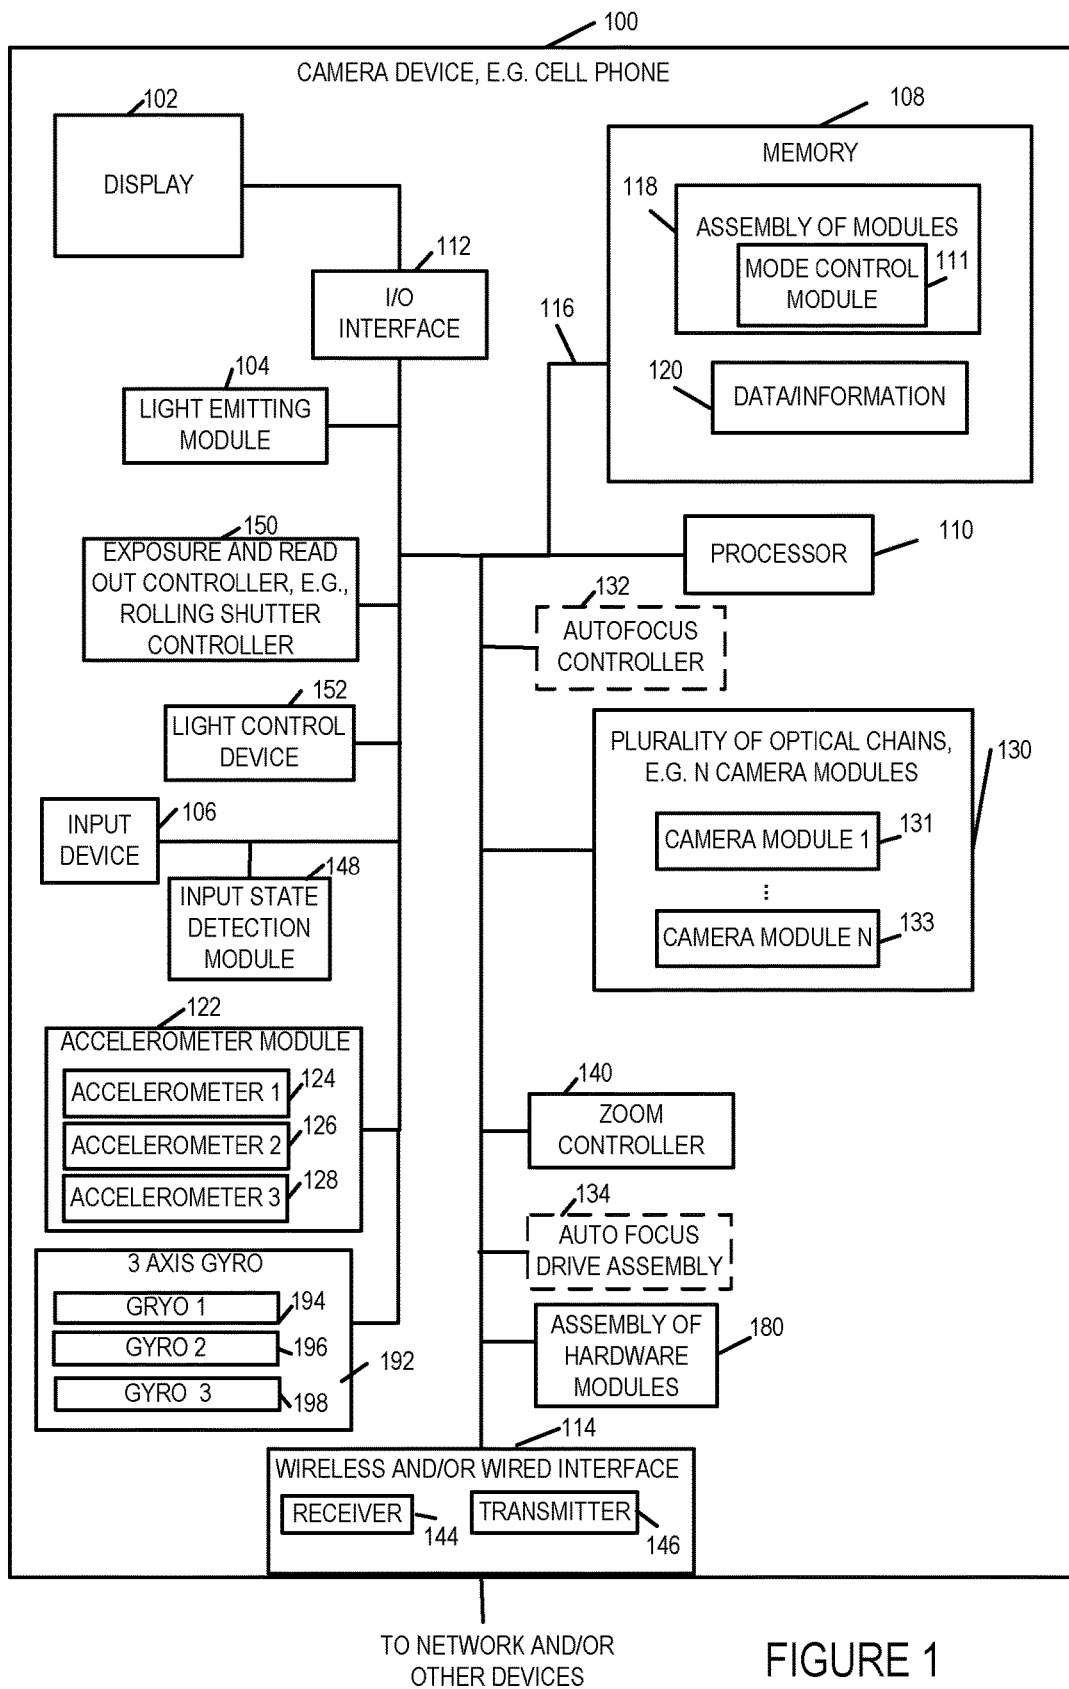 100
CAMERA DEVICE, E.G. CELL PHONE
102
DISPLAY
108
MEMORY
118
ASSEMBLY OF MODULES
MODE CONTROL
MODULE
111
112
I/O
INTERFACE
116
120
DATA/INFORMATION
104
LIGHT EMITTING
MODULE
150
EXPOSURE AND READ
OUT CONTROLLER, E.G.,
ROLLING SHUTTER
CONTROLLER
PROCESSOR
110
132
AUTOFOCUS
CONTROLLER
152
LIGHT CONTROL
DEVICE
PLURALITY OF OPTICAL CHAINS,
E.G. N CAMERA MODULES
130
CAMERA MODULE 1
131
...
CAMERA MODULE N
133
INPUT
DEVICE
106
148
INPUT STATE
DETECTION
MODULE
122
ACCELEROMETER MODULE
ACCELEROMETER 1
124
ACCELEROMETER 2
126
ACCELEROMETER 3
128
140
ZOOM
CONTROLLER
134
AUTO FOCUS
DRIVE ASSEMBLY
3 AXIS GYRO
GRYO 1
194
GYRO 2
196
GYRO 3
198
192
ASSEMBLY OF
HARDWARE
MODULES
180
114
WIRELESS AND/OR WIRED INTERFACE
RECEIVER
144
TRANSMITTER
146
TO NETWORK AND/OR
OTHER DEVICES
FIGURE 1